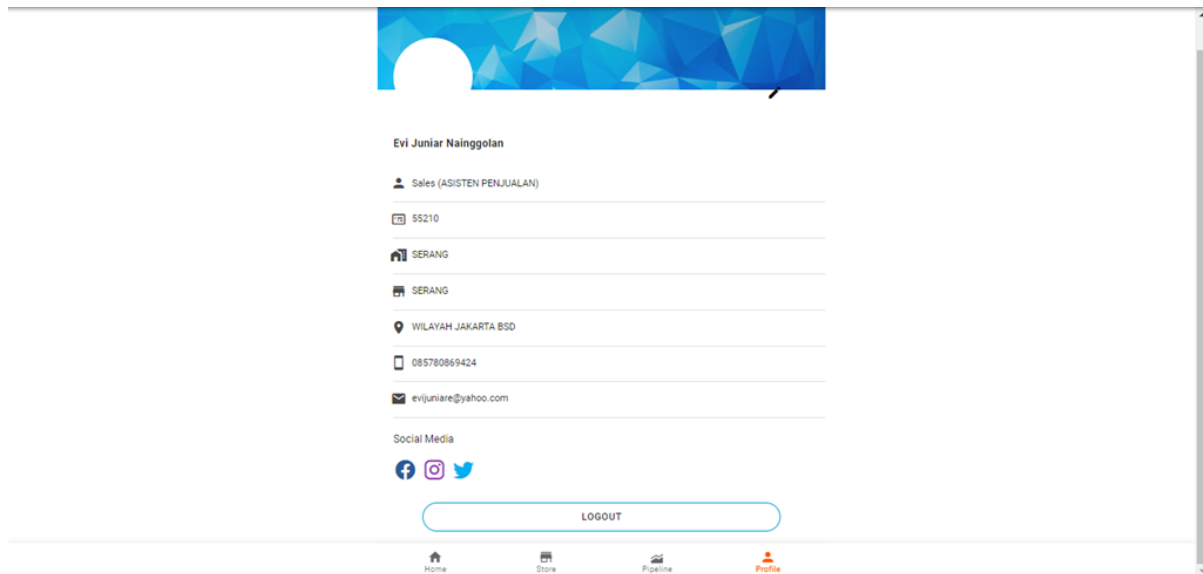 Evi Juniar Nainggolan
Sales (ASISTEN PENJUALAN)
55210
SERANG
SERANG
WILAYAH JAKARTA BSD
085780869424
evijuniare@yahoo.com
Social Media
LOGOUT
Home Store Pipeline Profile